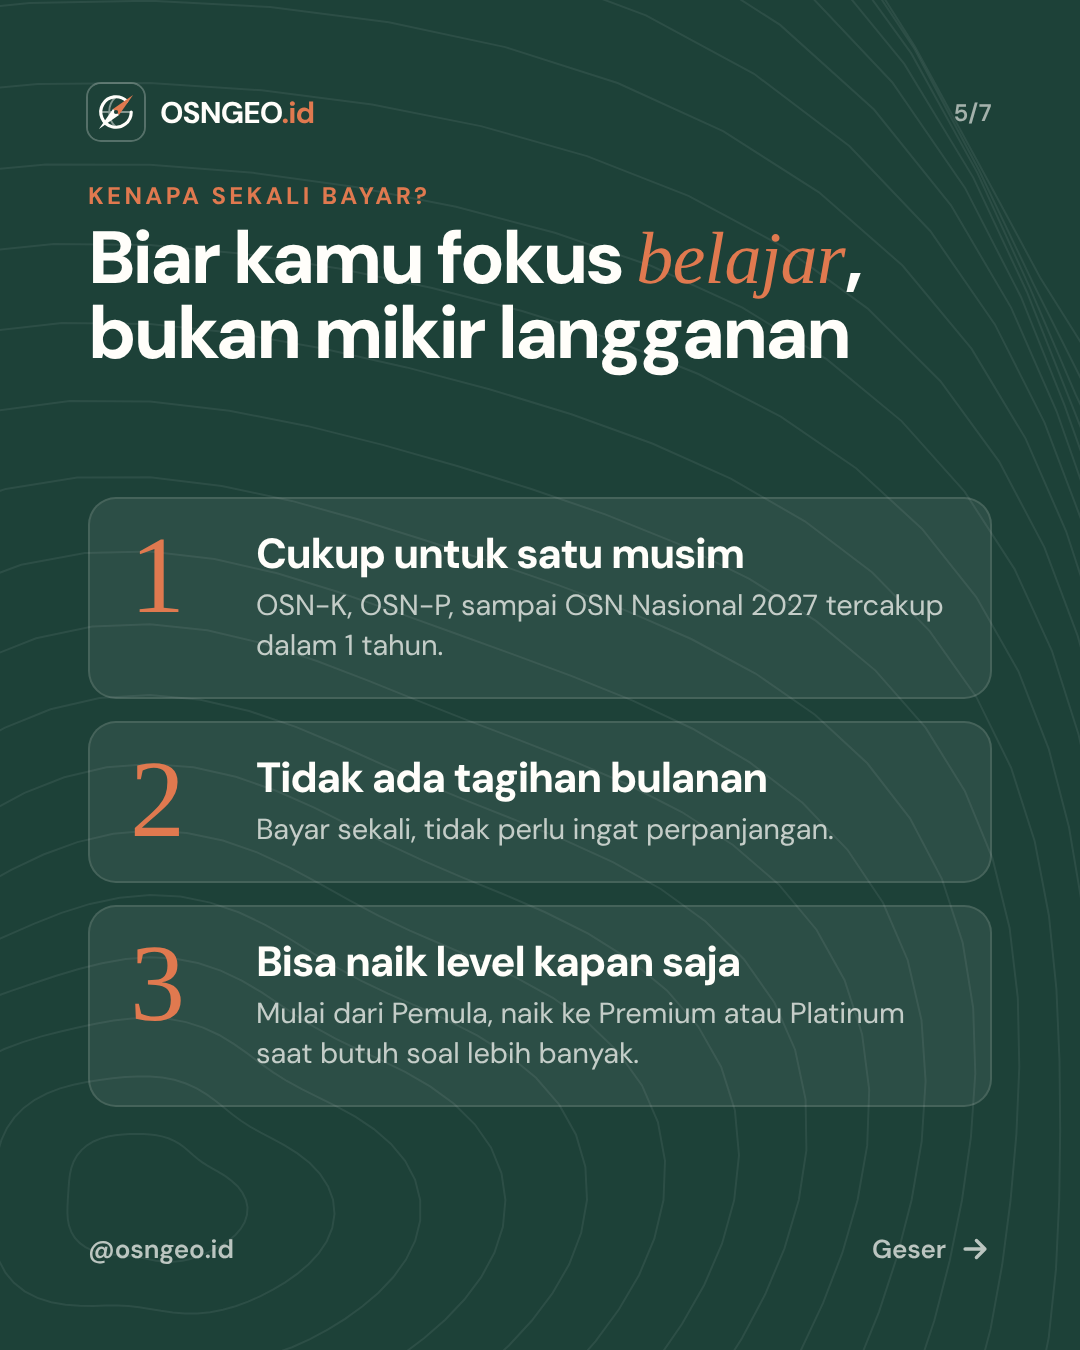 OSNGEO.id
5/7
KENAPA SEKALI BAYAR?
Biar kamu fokus belajar,
bukan mikir langganan
1
Cukup untuk satu musim
OSN-K, OSN-P, sampai OSN Nasional 2027 tercakup
dalam 1 tahun.
2
Tidak ada tagihan bulanan
Bayar sekali, tidak perlu ingat perpanjangan.
3
Bisa naik level kapan saja
Mulai dari Pemula, naik ke Premium atau Platinum
saat butuh soal lebih banyak.
@osngeo.id
Geser →